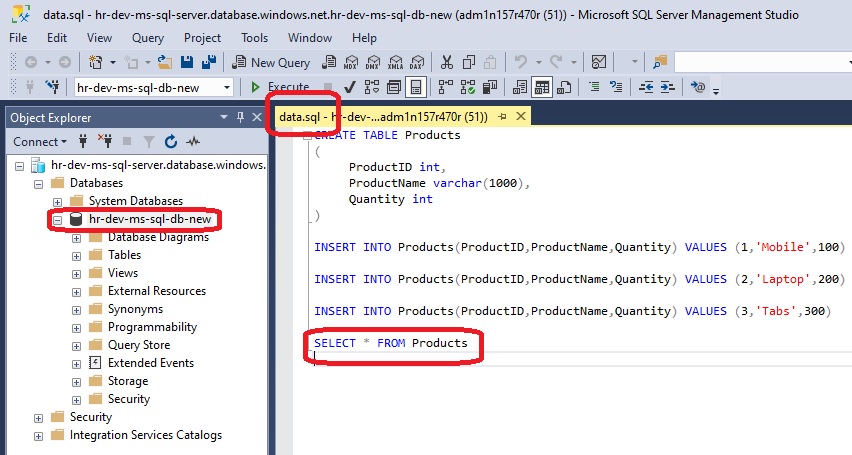 data.sql - hr-dev-ms-sql-server.database.windows.net.hr-dev-ms-sql-db-new (adm1n157r470r (51)) - Microsoft SQL Server Management Studio
File Edit View Query Project Tools Window Help
New Query MDX DMX XMLA DAX
hr-dev-ms-sql-db-new Execute
Object Explorer
Connect
hr-dev-ms-sql-server.database.windows.
Databases
System Databases
hr-dev-ms-sql-db-new
Database Diagrams
Tables
Views
External Resources
Synonyms
Programmability
Query Store
Extended Events
Storage
Security
Security
Integration Services Catalogs
data.sql - hr-dev-...adm1n157r470r (51))
CREATE TABLE Products
(
ProductID int,
ProductName varchar(1000),
Quantity int
)
INSERT INTO Products(ProductID,ProductName,Quantity) VALUES (1,'Mobile',100)
INSERT INTO Products(ProductID,ProductName,Quantity) VALUES (2,'Laptop',200)
INSERT INTO Products(ProductID,ProductName,Quantity) VALUES (3,'Tabs',300)
SELECT * FROM Products